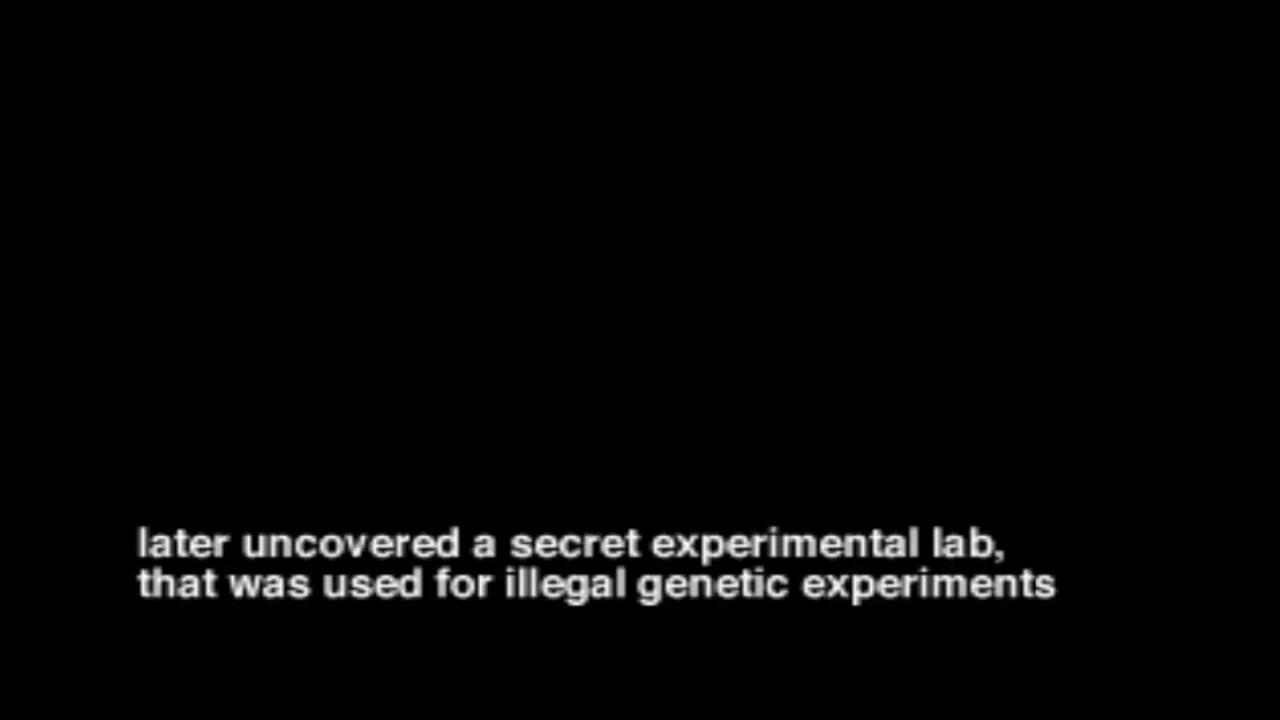 later uncovered a secret experimental lab,
that was used for illegal genetic experiments